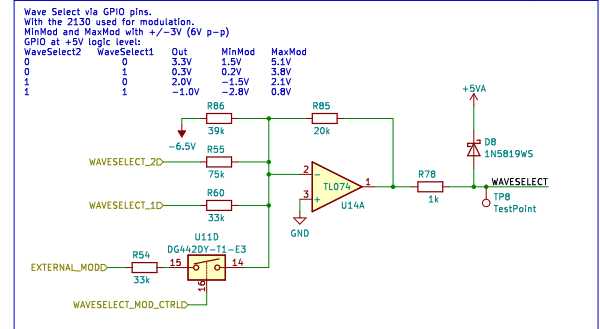 Wave Select via GPIO pins.
With the 2130 used for modulation.
MinMod and MaxMod with +/-3V (6V p-p)
GPIO at +5V logic level:
WaveSelect2 WaveSelect1 Out MinMod MaxMod
0 0 3.3V 1.5V 5.1V
0 1 0.3V 0.2V 3.8V
1 0 2.0V -1.5V 2.1V
1 1 -1.0V -2.8V 0.8V
+5VA
R86
39k
R85
20k
-6.5V
D8
1N5819WS
WAVESELECT_2
R55
75k
2
-
TL074
1
3
+
U14A
R78
1k
WAVESELECT
TP8
TestPoint
WAVESELECT_1
R60
33k
GND
U11D
DG442DY-T1-E3
EXTERNAL_MOD
R54
33k
15
14
16
WAVESELECT_MOD_CTRL